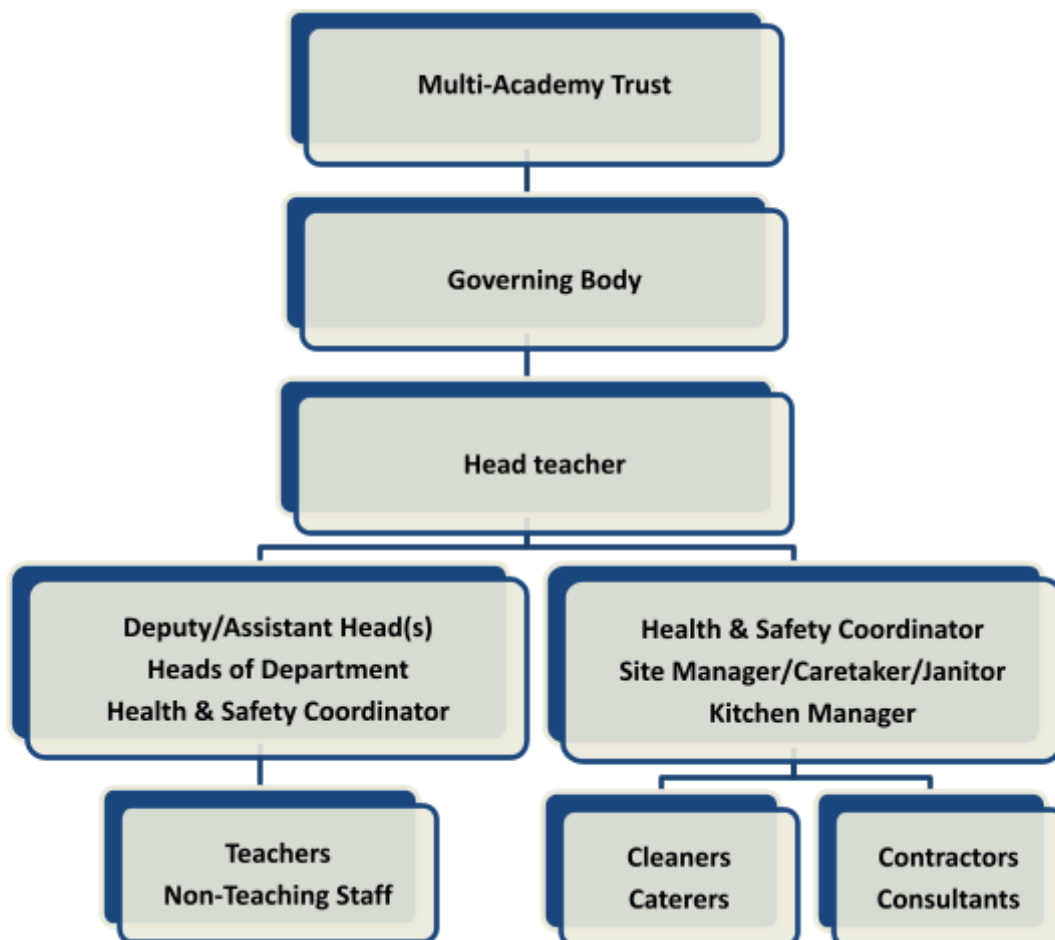 Multi-Academy Trust
Governing Body
Head teacher
Deputy/Assistant Head(s)
Heads of Department
Health & Safety Coordinator
Health & Safety Coordinator
Site Manager/Caretaker/Janitor
Kitchen Manager
Teachers
Non-Teaching Staff
Cleaners
Caterers
Contractors
Consultants